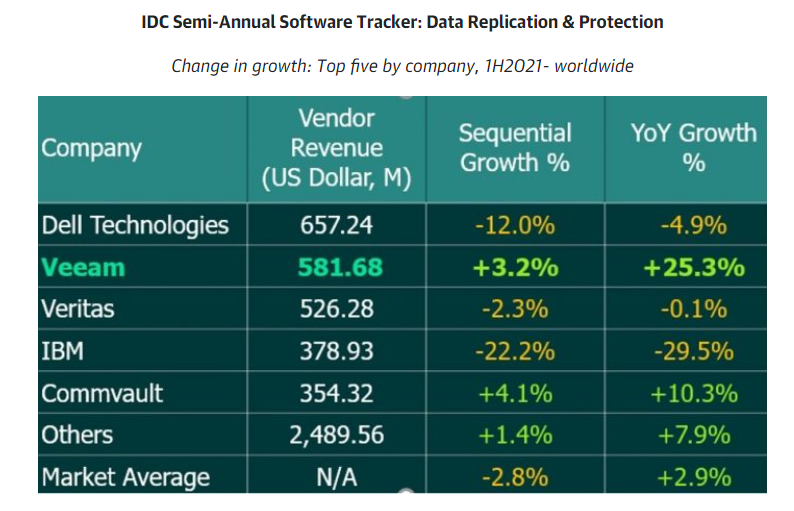 IDC Semi-Annual Software Tracker: Data Replication & Protection
Change in growth: Top five by company, 1H2021- worldwide
Company
Vendor
Revenue
(US Dollar, M)
Sequential
Growth %
YoY Growth
%
Dell Technologies 657.24 -12.0% -4.9%
Veeam 581.68 +3.2% +25.3%
Veritas 526.28 -2.3% -0.1%
IBM 378.93 -22.2% -29.5%
Commvault 354.32 +4.1% +10.3%
Others 2,489.56 +1.4% +7.9%
Market Average N/A -2.8% +2.9%